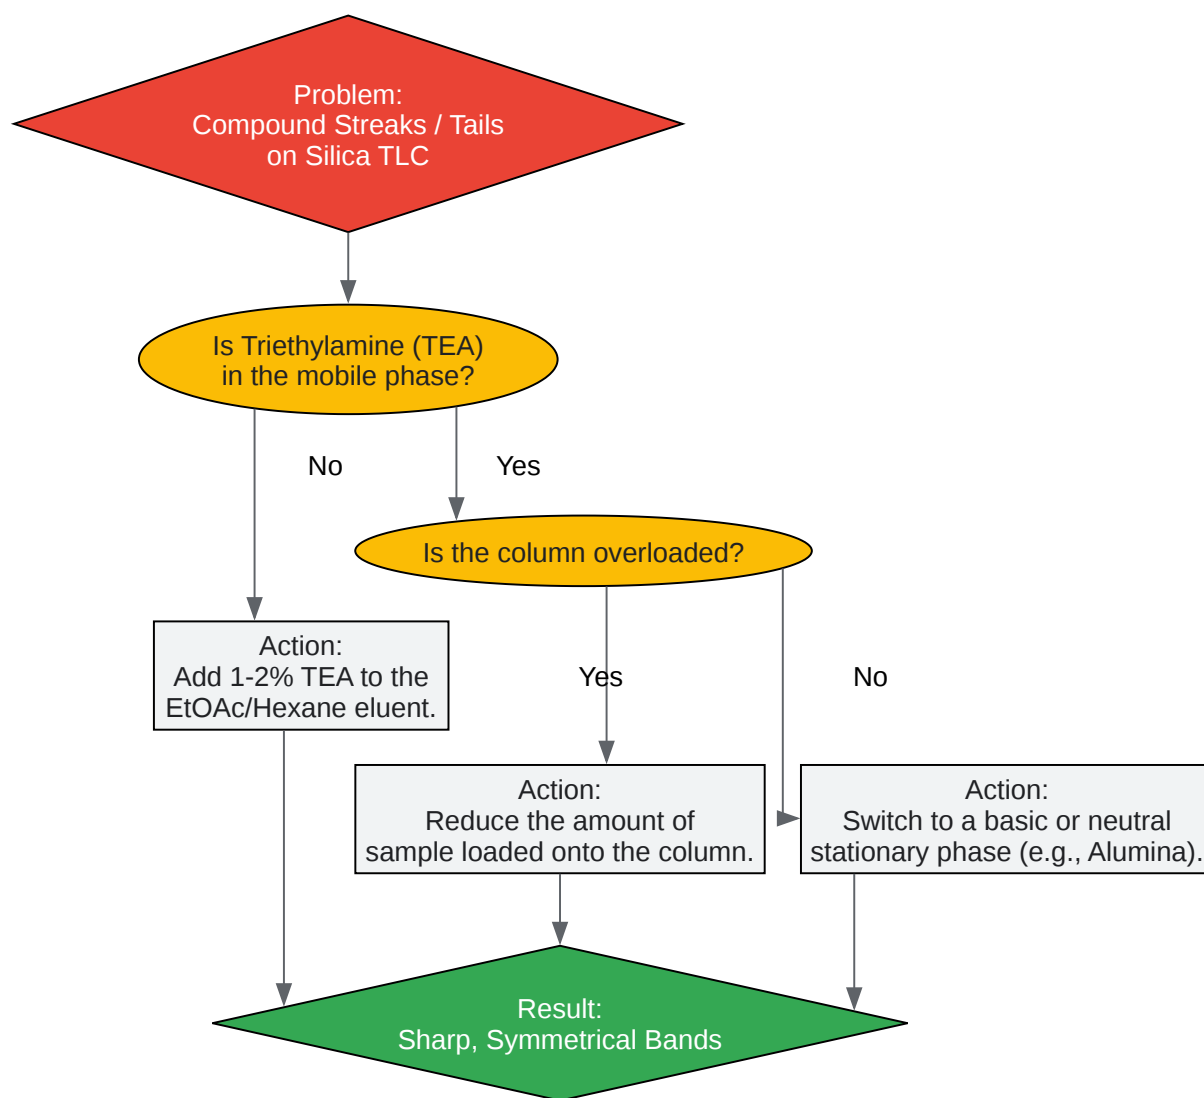 Problem:
Compound Streaks / Tails
on Silica TLC
Is Triethylamine (TEA)
in the mobile phase?
No
Yes
Is the column overloaded?
Action:
Add 1-2% TEA to the
EtOAc/Hexane eluent.
Yes
No
Action:
Reduce the amount of
sample loaded onto the column.
Action:
Switch to a basic or neutral
stationary phase (e.g., Alumina).
Result:
Sharp, Symmetrical Bands